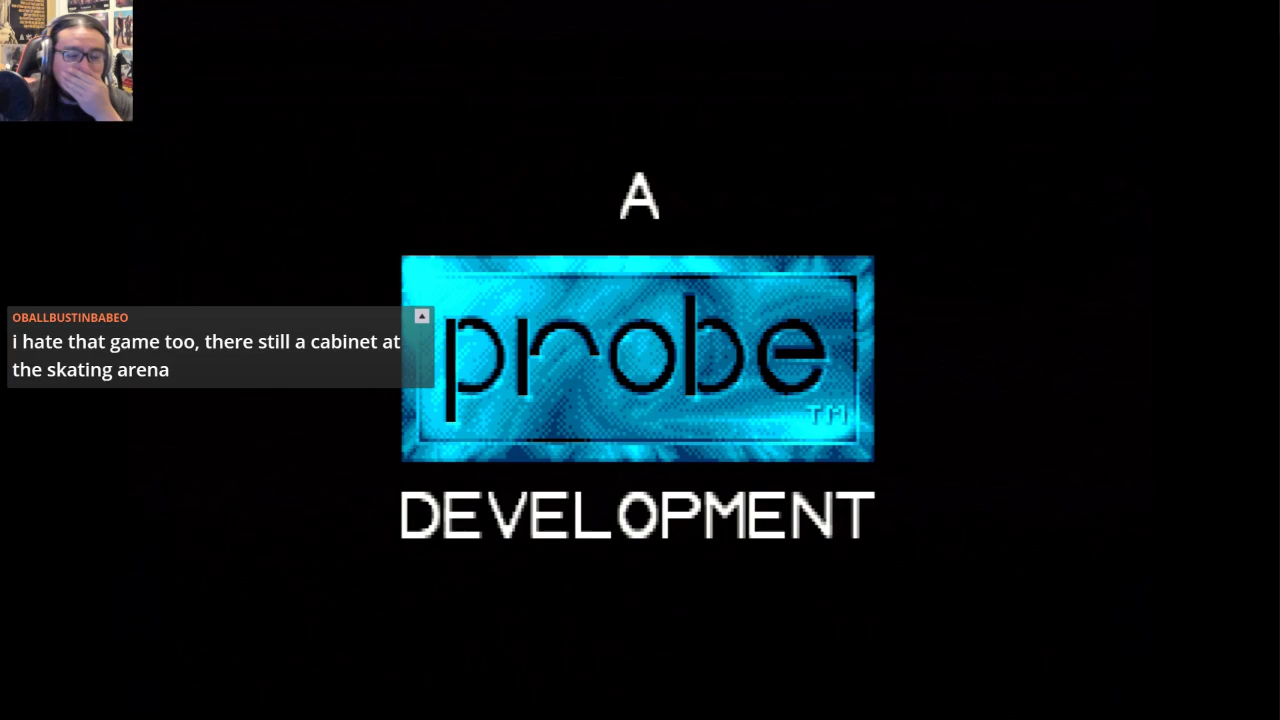 A
probe
TM
DEVELOPMENT
OBALLBUSTINBABEO
i hate that game too, there still a cabinet at
the skating arena